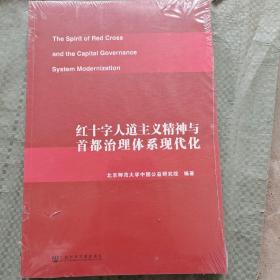 The Spirit of Red Cross
and the Capital Governance
System Modernization
红十字人道主义精神与
首都治理体系现代化
北京师范大学中国公益研究院 编著